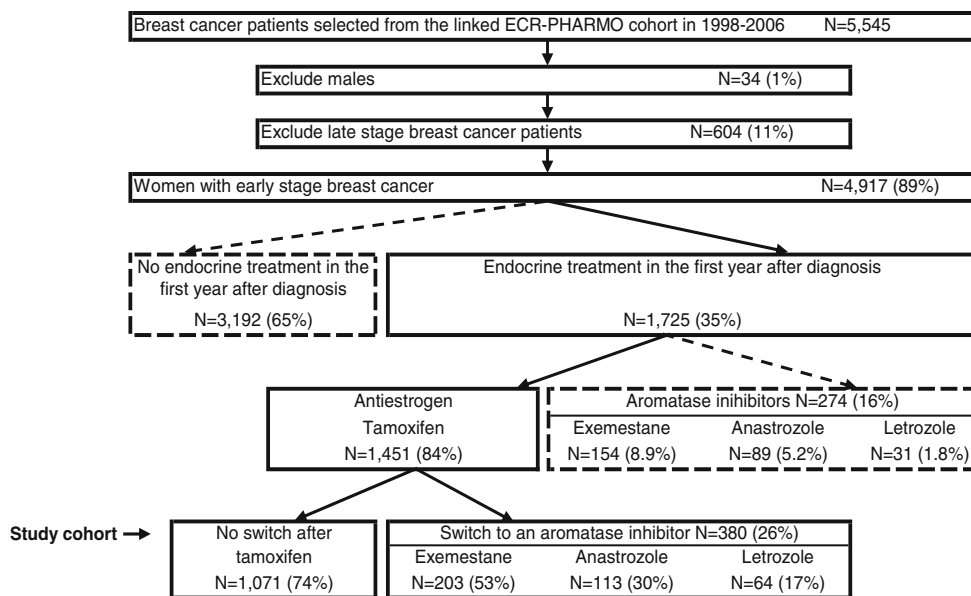 Breast cancer patients selected from the linked ECR-PHARMO cohort in 1998-2006 N=5,545
Exclude males N=34 (1%)
Exclude late stage breast cancer patients N=604 (11%)
Women with early stage breast cancer N=4,917 (89%)
No endocrine treatment in the
first year after diagnosis
N=3,192 (65%)
Endocrine treatment in the first year after diagnosis
N=1,725 (35%)
Antiestrogen
Tamoxifen
N=1,451 (84%)
Aromatase inihibitors N=274 (16%)
Exemestane Anastrozole Letrozole
N=154 (8.9%) N=89 (5.2%) N=31 (1.8%)
Study cohort
No switch after
tamoxifen
N=1,071 (74%)
Switch to an aromatase inhibitor N=380 (26%)
Exemestane Anastrozole Letrozole
N=203 (53%) N=113 (30%) N=64 (17%)